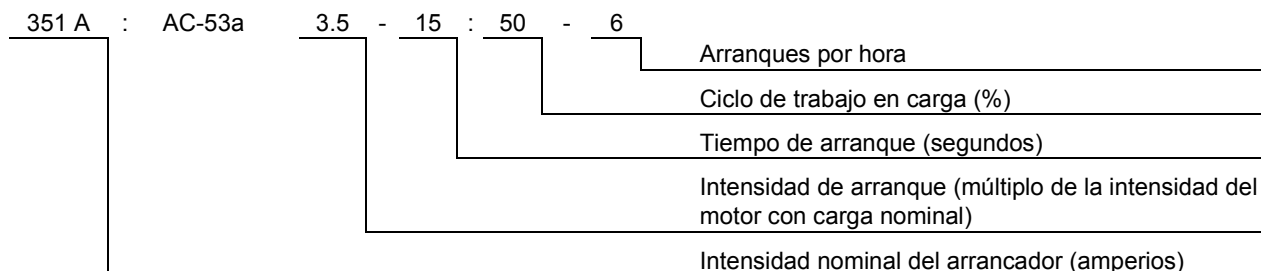 351 A : AC-53a 3.5 - 15 : 50 - 6
Arranques por hora
Ciclo de trabajo en carga (%)
Tiempo de arranque (segundos)
Intensidad de arranque (múltiplo de la intensidad del
motor con carga nominal)
Intensidad nominal del arrancador (amperios)